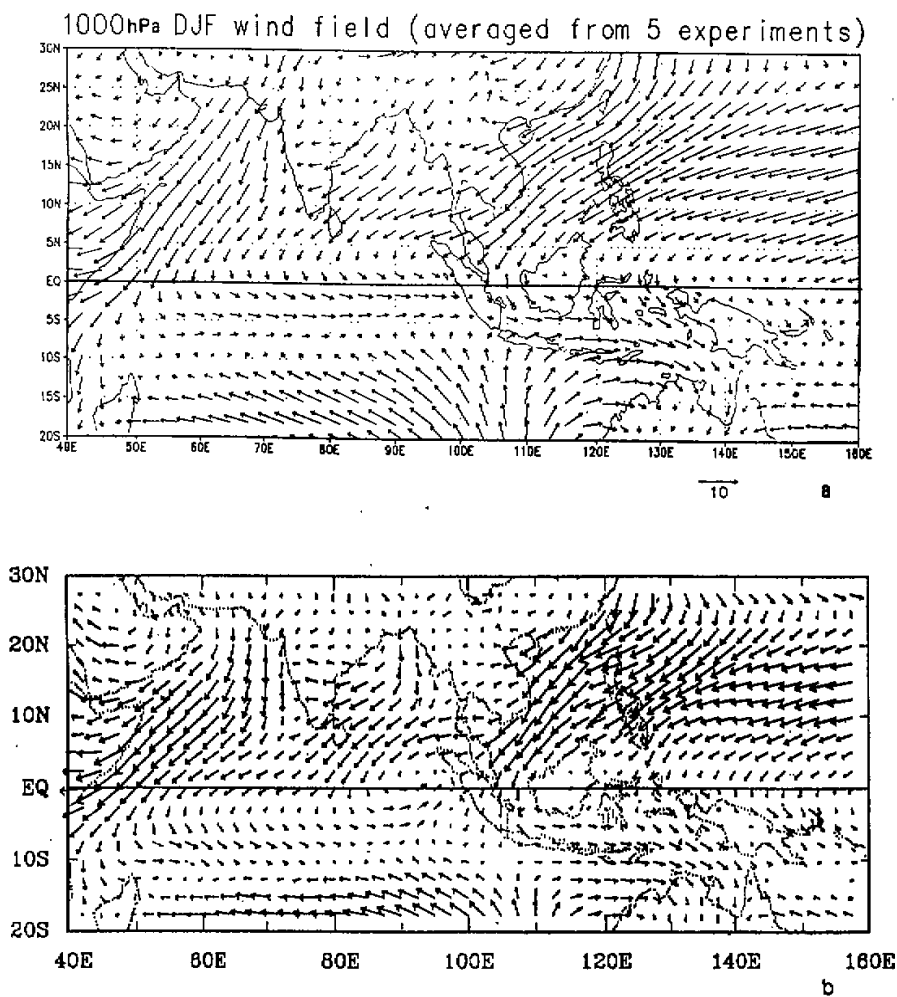 1000hPa DJF wind field (averaged from 5 experiments)
30N
25N
20N
15N
10N
5N
EQ
5S
10S
15S
20S
40E 50E 60E 70E 80E 90E 100E 110E 120E 130E 140E 150E 160E
10 a
30N
20N
10N
EQ
10S
20S
40E 60E 80E 100E 120E 140E 160E
b